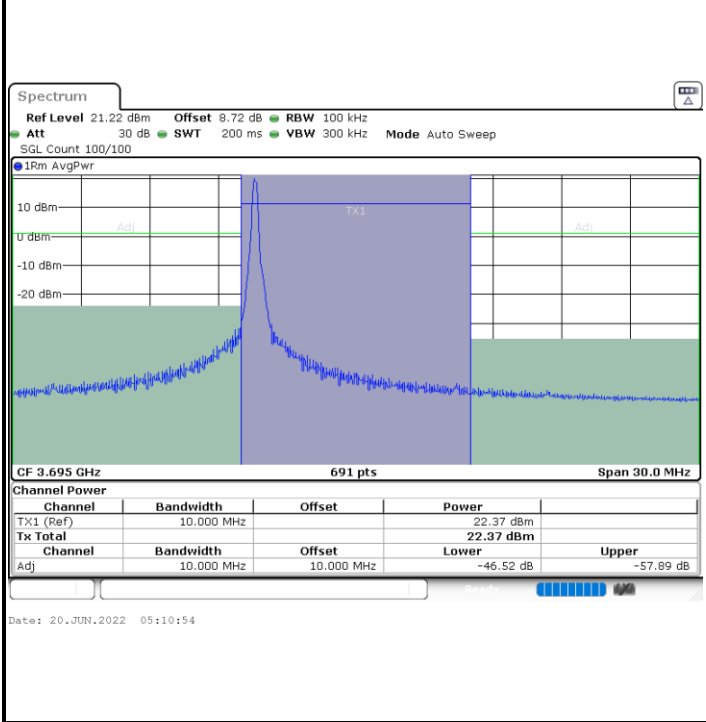 Spectrum
Ref Level 21.22 dBm Offset 8.72 dB RBW 100 kHz
Att 30 dB SWT 200 ms VBW 300 kHz Mode Auto Sweep
SGL Count 100/100
1Rm AvgPwr
10 dBm
TX1
Adj
Adj
0 dBm
-10 dBm
-20 dBm
CF 3.695 GHz 691 pts Span 30.0 MHz
Channel Power
Channel Bandwidth Offset Power
TX1 (Ref) 10.000 MHz 22.37 dBm
Tx Total 22.37 dBm
Channel Bandwidth Offset Lower Upper
Adj 10.000 MHz 10.000 MHz -46.52 dB -57.89 dB
Ready
Date: 20.JUN.2022 05:10:54